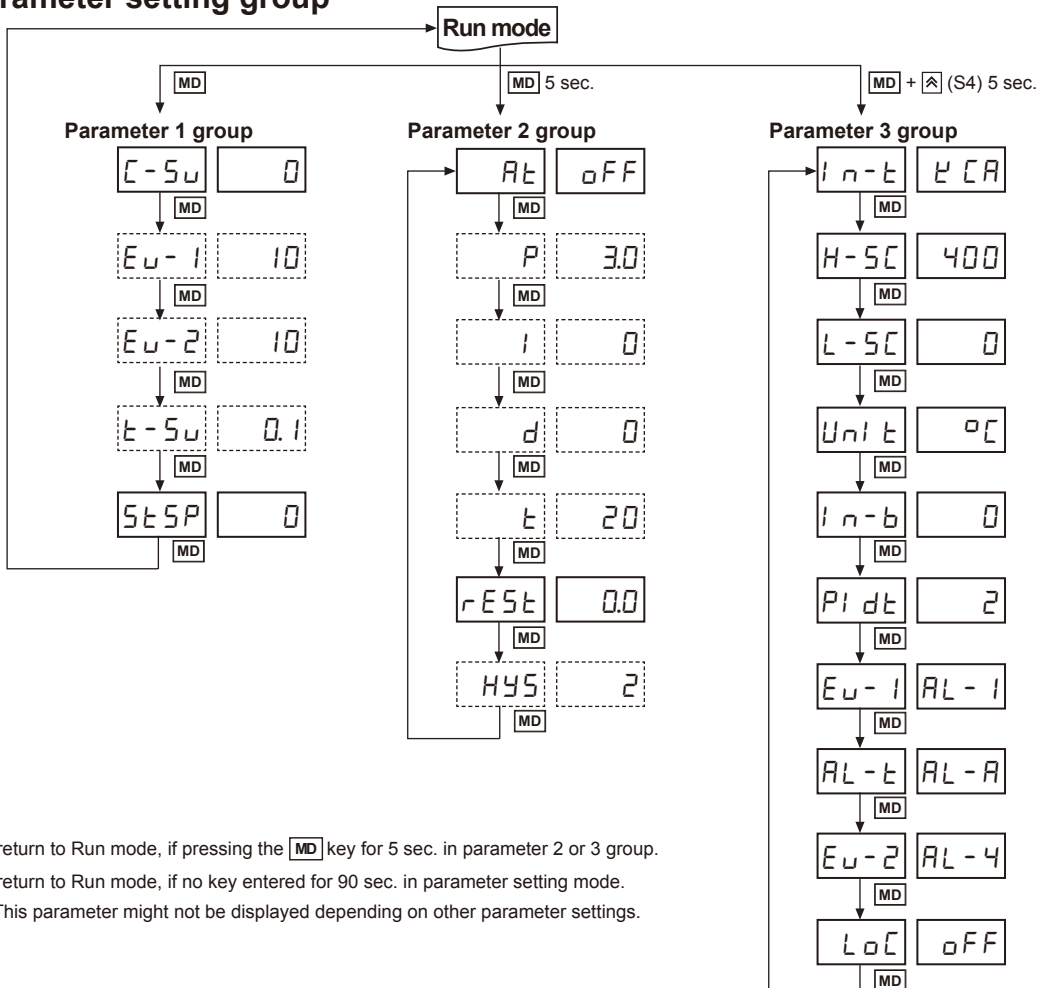 rameter setting group
Run mode
MD
MD 5 sec.
MD + (S4) 5 sec.
Parameter 1 group
C-Sv 0
MD
Ev-1 10
MD
Ev-2 10
MD
t-Sv 0.1
MD
StSP 0
MD
Parameter 2 group
At oFF
MD
P 3.0
MD
I 0
MD
d 0
MD
t 20
MD
rESt 0.0
MD
HYS 2
MD
Parameter 3 group
In-t KCA
MD
H-SC 400
MD
L-SC 0
MD
UnIt °C
MD
In-b 0
MD
PIdt 2
MD
Ev-1 AL-1
MD
AL-t AL-A
MD
Ev-2 AL-4
MD
LoC oFF
MD
return to Run mode, if pressing the MD key for 5 sec. in parameter 2 or 3 group.
return to Run mode, if no key entered for 90 sec. in parameter setting mode.
This parameter might not be displayed depending on other parameter settings.